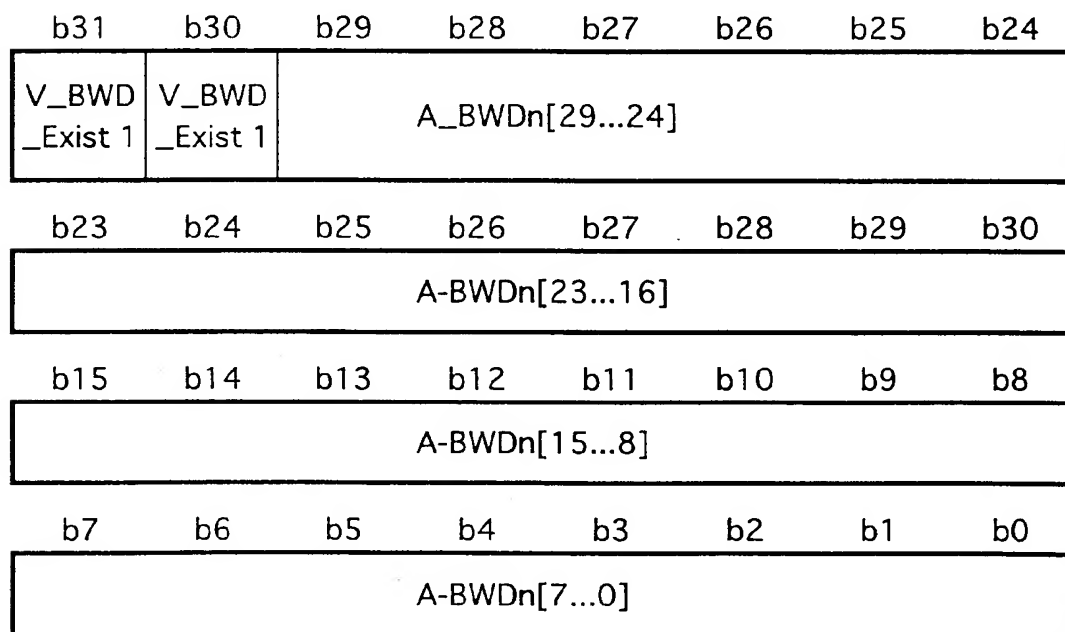 b31 b30 b29 b28 b27 b26 b25 b24
V_BWD V_BWD
_Exist 1 _Exist 1
A_BWDn[29...24]
b23 b24 b25 b26 b27 b28 b29 b30
A-BWDn[23...16]
b15 b14 b13 b12 b11 b10 b9 b8
A-BWDn[15...8]
b7 b6 b5 b4 b3 b2 b1 b0
A-BWDn[7...0]